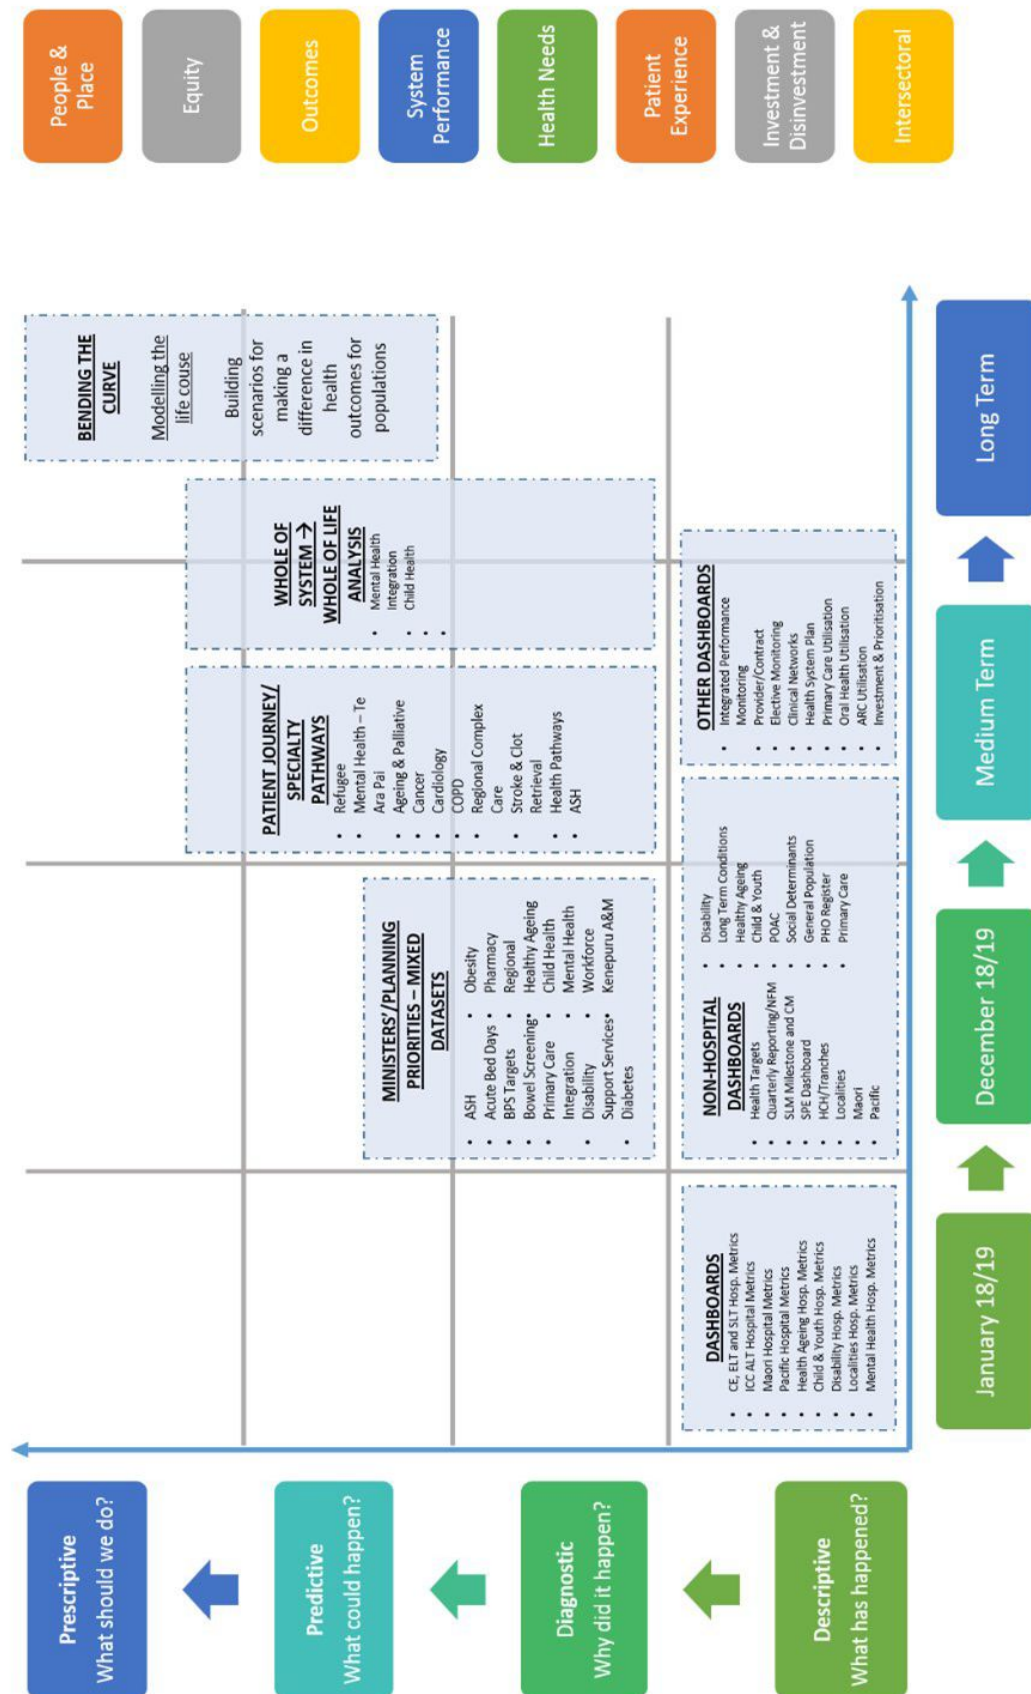 Prescriptive
What should we do?
Predictive
What could happen?
Diagnostic
Why did it happen?
Descriptive
What has happened?
BENDING THE
CURVE
Modelling the
life couse
Building
scenarios for
making a
difference in
health
outcomes for
populations
WHOLE OF
SYSTEM →
WHOLE OF LIFE
ANALYSIS
• Mental Health
Integration
• Child Health
•
•
PATIENT JOURNEY/
SPECIALTY
PATHWAYS
• Refugee
• Mental Health – Te
Ara Pai
• Ageing & Palliative
• Cancer
• Cardiology
• COPD
• Regional Complex
Care
• Stroke & Clot
Retrieval
• Health Pathways
• ASH
MINISTERS'/PLANNING
PRIORITIES – MIXED
DATASETS
• ASH
• Acute Bed Days
• BPS Targets
• Bowel Screening
• Primary Care
Integration
• Disability
Support Services
• Diabetes
• Obesity
• Pharmacy
• Regional
• Healthy Ageing
• Child Health
• Mental Health
• Workforce
• Kenepuru A&M
DASHBOARDS
• CE, ELT and SLT Hosp. Metrics
• ICC ALT Hospital Metrics
• Maori Hospital Metrics
• Pacific Hospital Metrics
• Health Ageing Hosp. Metrics
• Child & Youth Hosp. Metrics
• Disability Hosp. Metrics
• Localities Hosp. Metrics
• Mental Health Hosp. Metrics
NON-HOSPITAL
DASHBOARDS
• Health Targets
• Quarterly Reporting/NFM
• SLM Milestone and CM
• SPE Dashboard
• HCH/Tranches
• Localities
• Maori
• Pacific
• Disability
• Long Term Conditions
• Healthy Ageing
• Child & Youth
• POAC
• Social Determinants
• General Population
• PHO Register
• Primary Care
OTHER DASHBOARDS
• Integrated Performance
Monitoring
• Provider/Contract
• Elective Monitoring
• Clinical Networks
• Health System Plan
• Primary Care Utilisation
• Oral Health Utilisation
• ARC Utilisation
• Investment & Prioritisation
January 18/19
December 18/19
Medium Term
Long Term
People &
Place
Equity
Outcomes
System
Performance
Health Needs
Patient
Experience
Investment &
Disinvestment
Intersectoral